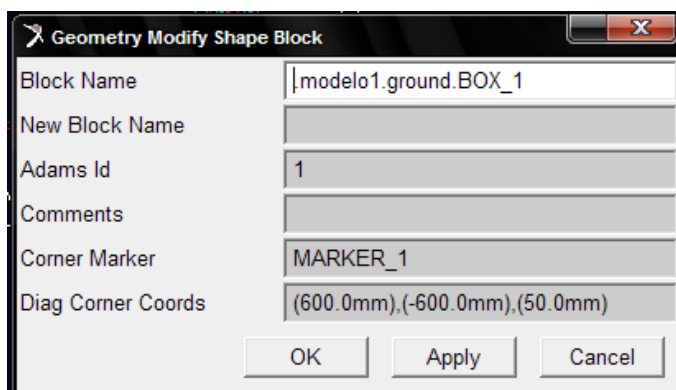 Geometry Modify Shape Block
Block Name .modelo1.ground.BOX_1
New Block Name
Adams Id 1
Comments
Corner Marker MARKER_1
Diag Corner Coords (600.0mm),(-600.0mm),(50.0mm)
OK Apply Cancel